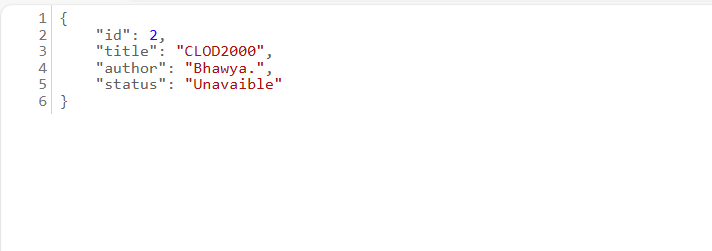 1 {
2     "id": 2,
3     "title": "CLOD2000",
4     "author": "Bhawya.",
5     "status": "Unavaible"
6 }